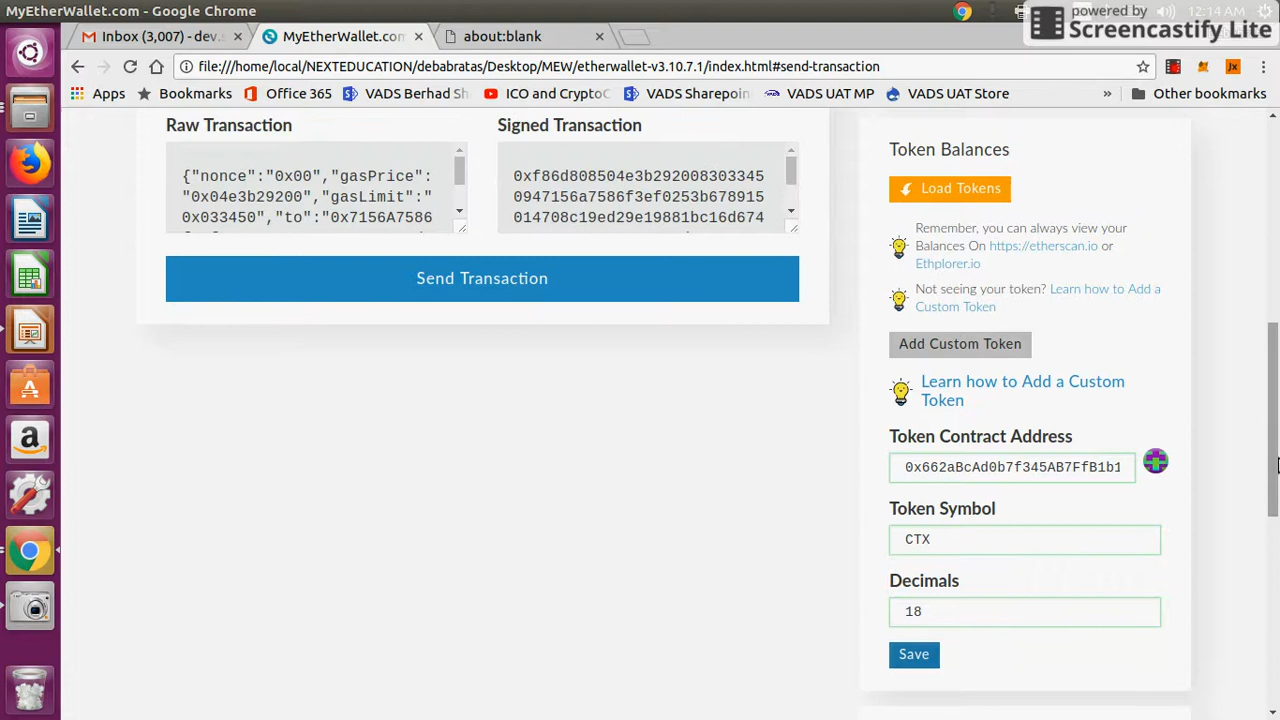 MyEtherWallet.com - Google Chrome
12:14 AM
powered by
Screencastify Lite
Inbox (3,007) - dev.s
MyEtherWallet.com
about:blank
file:///home/local/NEXTEDUCATION/debabratas/Desktop/MEW/etherwallet-v3.10.7.1/index.html#send-transaction
Apps
Bookmarks
Office 365
VADS Berhad Sh
ICO and CryptoC
VADS Sharepoin
VADS UAT MP
VADS UAT Store
»
Other bookmarks
Raw Transaction
{"nonce":"0x00","gasPrice":
"0x04e3b29200","gasLimit":"
0x033450","to":"0x7156A7586
Signed Transaction
0xf86d808504e3b292008303345
0947156a7586f3ef0253b678915
014708c19ed29e19881bc16d674
Send Transaction
Token Balances
Load Tokens
Remember, you can always view your
Balances On https://etherscan.io or
Ethplorer.io
Not seeing your token? Learn how to Add a
Custom Token
Add Custom Token
Learn how to Add a Custom
Token
Token Contract Address
0x662aBcAd0b7f345AB7FfB1b1
Token Symbol
CTX
Decimals
18
Save